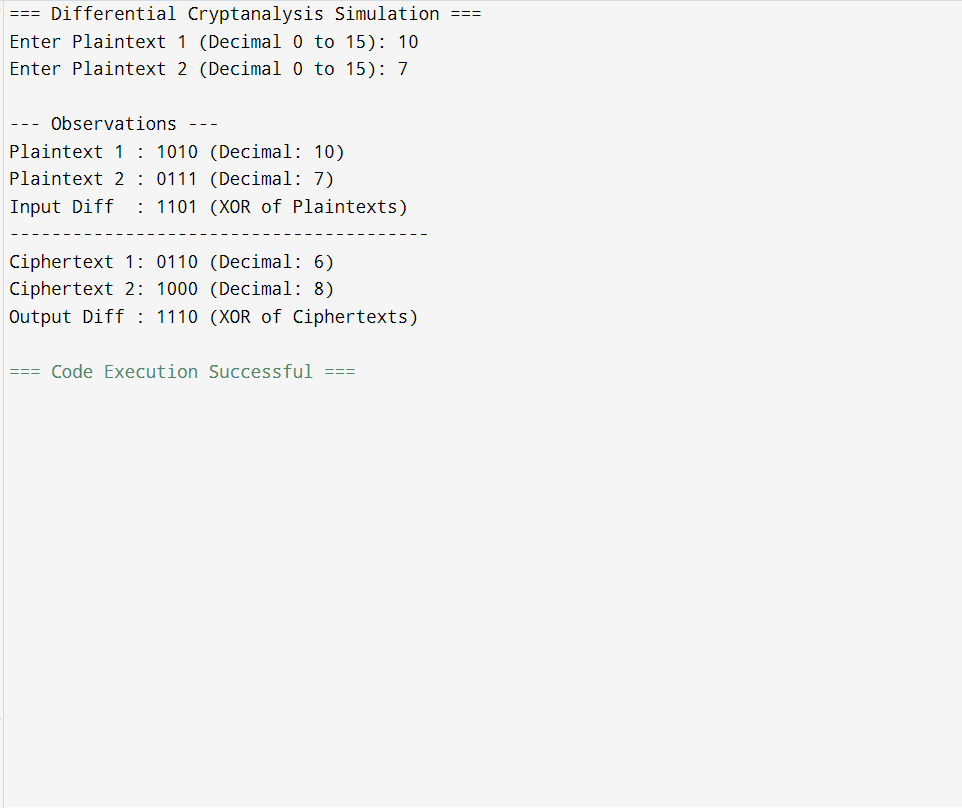 === Differential Cryptanalysis Simulation ===
Enter Plaintext 1 (Decimal 0 to 15): 10
Enter Plaintext 2 (Decimal 0 to 15): 7
--- Observations ---
Plaintext 1 : 1010 (Decimal: 10)
Plaintext 2 : 0111 (Decimal: 7)
Input Diff  : 1101 (XOR of Plaintexts)
----------------------------------------
Ciphertext 1: 0110 (Decimal: 6)
Ciphertext 2: 1000 (Decimal: 8)
Output Diff : 1110 (XOR of Ciphertexts)
=== Code Execution Successful ===